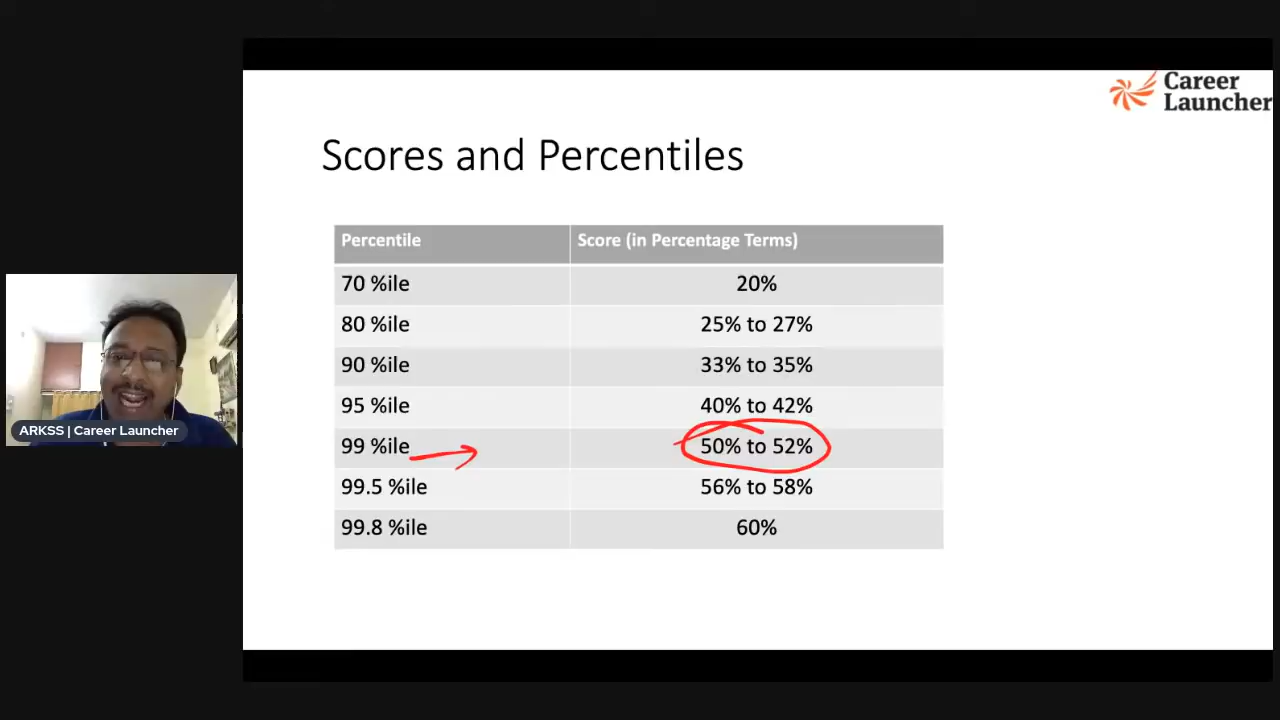 Career
Launcher
Scores and Percentiles
Percentile Score (in Percentage Terms)
70 %ile 20%
80 %ile 25% to 27%
90 %ile 33% to 35%
95 %ile 40% to 42%
99 %ile 50% to 52%
99.5 %ile 56% to 58%
99.8 %ile 60%
ARKSS | Career Launcher